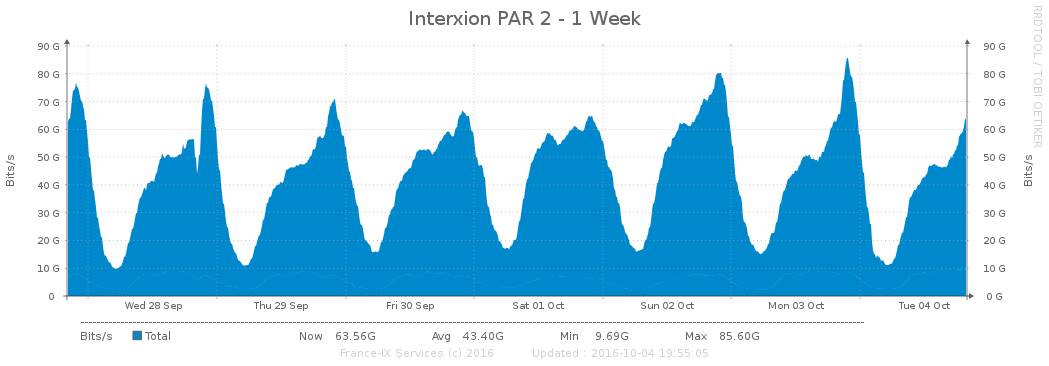 Interxion PAR 2 - 1 Week
RRDTOOL / TOBI OETIKER
Bits/s
90 G 90 G
80 G 80 G
70 G 70 G
60 G 60 G
50 G 50 G
40 G 40 G
30 G 30 G
20 G 20 G
10 G 10 G
0 0 G
Bits/s
Wed 28 Sep Thu 29 Sep Fri 30 Sep Sat 01 Oct Sun 02 Oct Mon 03 Oct Tue 04 Oct
Bits/s Total Now 63.56G Avg 43.40G Min 9.69G Max 85.60G
France-IX Services (c) 2016 Updated : 2016-10-04 19:55:05